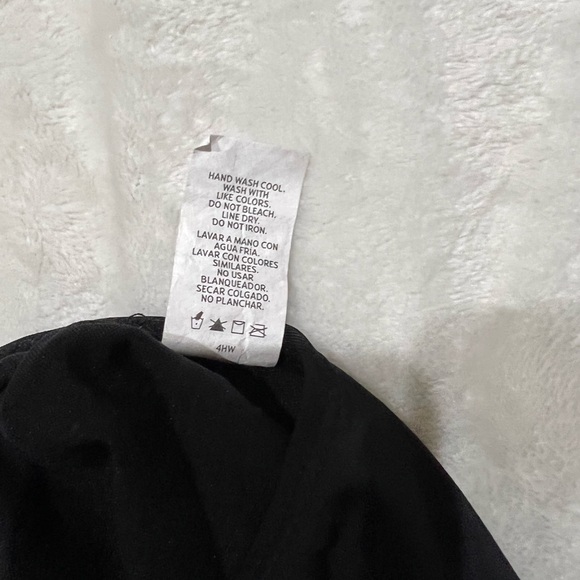 HAND WASH COOL.
WASH WITH
LIKE COLORS.
DO NOT BLEACH.
LINE DRY.
DO NOT IRON.
LAVAR A MANO CON
AGUA FRIA.
LAVAR CON COLORES
SIMILARES.
NO USAR
BLANQUEADOR.
SECAR COLGADO.
NO PLANCHAR.
4HW